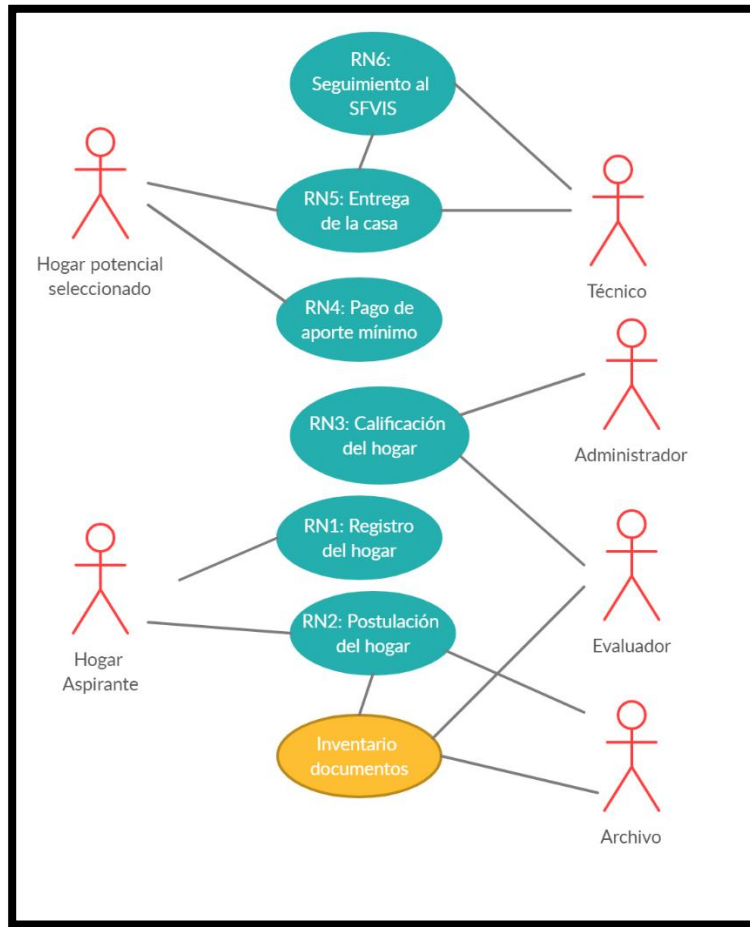 RN6:
Seguimiento al
SFVIS
Hogar potencial
seleccionado
RN5: Entrega
de la casa
Técnico
RN4: Pago de
aporte mínimo
RN3: Calificación
del hogar
Administrador
RN1: Registro
del hogar
Hogar
Aspirante
RN2: Postulación
del hogar
Evaluador
Inventario
documentos
Archivo